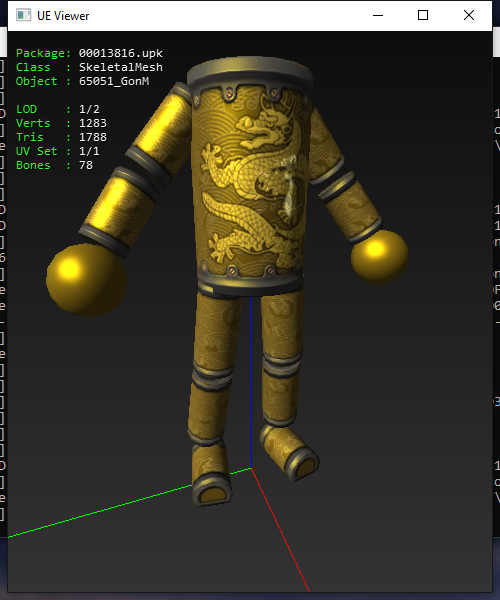 UE Viewer
Package: 00013816.upk
Class : SkeletalMesh
Object : 65051_GonM
LOD : 1/2
Verts : 1283
Tris : 1788
UV Set : 1/1
Bones : 78